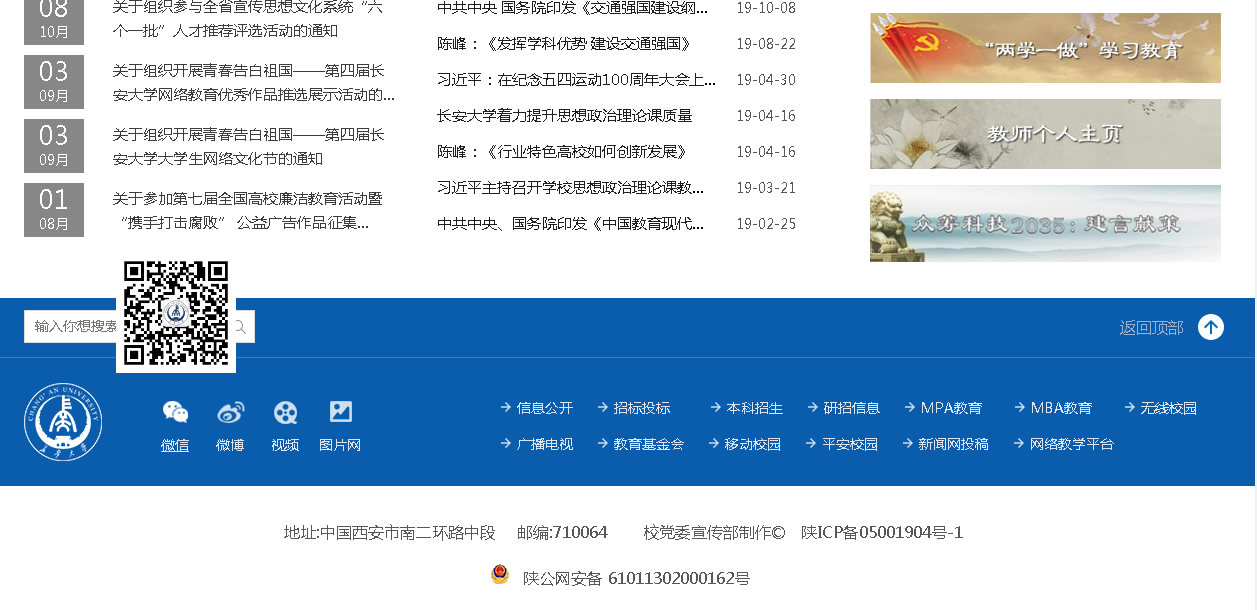 08
10月
关于组织参与全省宣传思想文化系统“六
个一批”人才推荐评选活动的通知
03
09月
关于组织开展青春告白祖国——第四届长
安大学网络教育优秀作品推选展示活动的...
03
09月
关于组织开展青春告白祖国——第四届长
安大学大学生网络文化节的通知
01
08月
关于参加第七届全国高校廉洁教育活动暨
“携手打击腐败” 公益广告作品征集...
中共中央 国务院印发《交通强国建设纲... 19-10-08
陈峰：《发挥学科优势 建设交通强国》 19-08-22
习近平：在纪念五四运动100周年大会上... 19-04-30
长安大学着力提升思想政治理论课质量 19-04-16
陈峰：《行业特色高校如何创新发展》 19-04-16
习近平主持召开学校思想政治理论课教... 19-03-21
中共中央、国务院印发《中国教育现代... 19-02-25
“两学一做”学习教育
教师个人主页
众筹科技2035：建言献策
输入你想搜索
返回顶部
CHANG'AN UNIVERSITY
长安大学
微信 微博 视频 图片网
信息公开 招标投标 本科招生 研招信息 MPA教育 MBA教育 无线校园
广播电视 教育基金会 移动校园 平安校园 新闻网投稿 网络教学平台
地址:中国西安市南二环路中段 邮编:710064 校党委宣传部制作© 陕ICP备05001904号-1
陕公网安备 61011302000162号